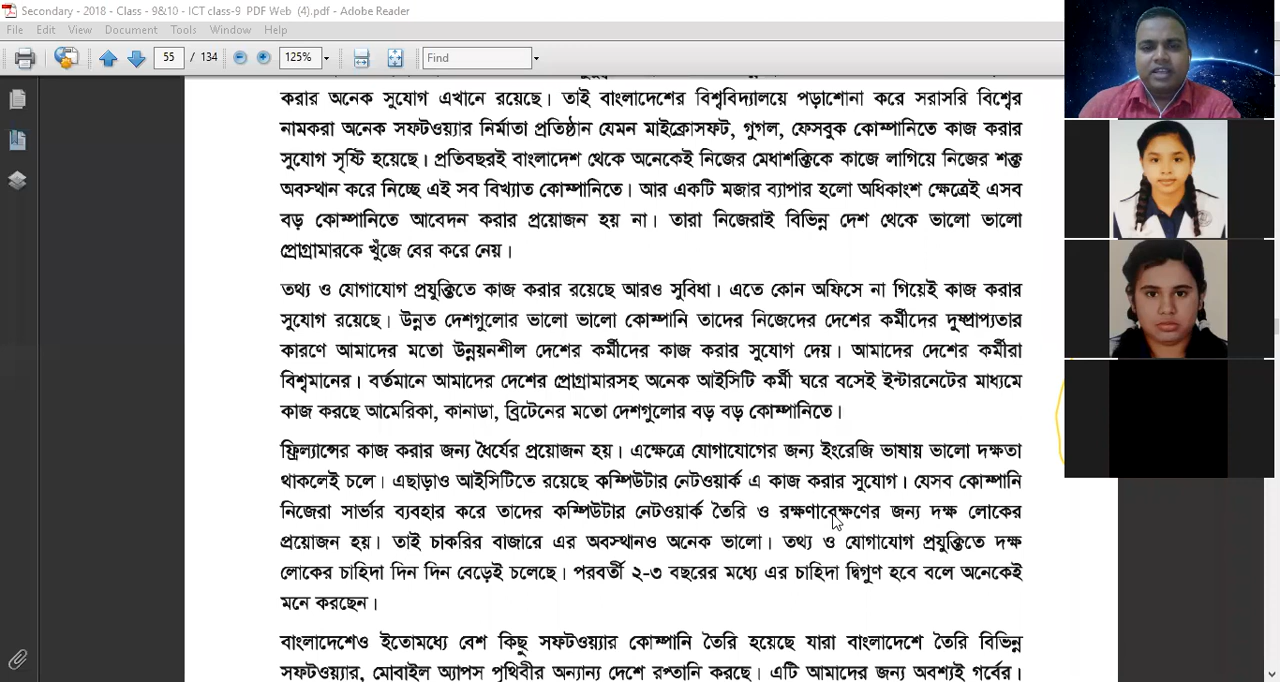 Secondary - 2018 - Class - 9&10 - ICT class-9 PDF Web (4).pdf - Adobe Reader
File Edit View Document Tools Window Help
55 / 134 125% Find
করার অনেক সুযোগ এখানে রয়েছে। তাই বাংলাদেশের বিশ্ববিদ্যালয়ে পড়াশোনা করে সরাসরি বিশ্বের
নামকরা অনেক সফটওয়্যার নির্মাতা প্রতিষ্ঠান যেমন মাইক্রোসফট, গুগল, ফেসবুক কোম্পানিতে কাজ করার
সুযোগ সৃষ্টি হয়েছে। প্রতিবছরই বাংলাদেশ থেকে অনেকেই নিজের মেধাশক্তিকে কাজে লাগিয়ে নিজের শক্ত
অবস্থান করে নিচ্ছে এই সব বিখ্যাত কোম্পানিতে। আর একটি মজার ব্যাপার হলো অধিকাংশ ক্ষেত্রেই এসব
বড় কোম্পানিতে আবেদন করার প্রয়োজন হয় না। তারা নিজেরাই বিভিন্ন দেশ থেকে ভালো ভালো
প্রোগ্রামারকে খুঁজে বের করে নেয়।
তথ্য ও যোগাযোগ প্রযুক্তিতে কাজ করার রয়েছে আরও সুবিধা। এতে কোন অফিসে না গিয়েই কাজ করার
সুযোগ রয়েছে। উন্নত দেশগুলোর ভালো ভালো কোম্পানি তাদের নিজেদের দেশের কর্মীদের দুষ্প্রাপ্যতার
কারণে আমাদের মতো উন্নয়নশীল দেশের কর্মীদের কাজ করার সুযোগ দেয়। আমাদের দেশের কর্মীরা
বিশ্বমানের। বর্তমানে আমাদের দেশের প্রোগ্রামারসহ অনেক আইসিটি কর্মী ঘরে বসেই ইন্টারনেটের মাধ্যমে
কাজ করছে আমেরিকা, কানাডা, ব্রিটেনের মতো দেশগুলোর বড় বড় কোম্পানিতে।
ফ্রিল্যান্সের কাজ করার জন্য ধৈর্যের প্রয়োজন হয়। এক্ষেত্রে যোগাযোগের জন্য ইংরেজি ভাষায় ভালো দক্ষতা
থাকলেই চলে। এছাড়াও আইসিটিতে রয়েছে কম্পিউটার নেটওয়ার্ক এ কাজ করার সুযোগ। যেসব কোম্পানি
নিজেরা সার্ভার ব্যবহার করে তাদের কম্পিউটার নেটওয়ার্ক তৈরি ও রক্ষণাবেক্ষণের জন্য দক্ষ লোকের
প্রয়োজন হয়। তাই চাকরির বাজারে এর অবস্থানও অনেক ভালো। তথ্য ও যোগাযোগ প্রযুক্তিতে দক্ষ
লোকের চাহিদা দিন দিন বেড়েই চলেছে। পরবর্তী ২-৩ বছরের মধ্যে এর চাহিদা দ্বিগুণ হবে বলে অনেকেই
মনে করছেন।
বাংলাদেশেও ইতোমধ্যে বেশ কিছু সফটওয়্যার কোম্পানি তৈরি হয়েছে যারা বাংলাদেশে তৈরি বিভিন্ন
সফটওয়্যার, মোবাইল অ্যাপস পৃথিবীর অন্যান্য দেশে রপ্তানি করছে। এটি আমাদের জন্য অবশ্যই গর্বের।